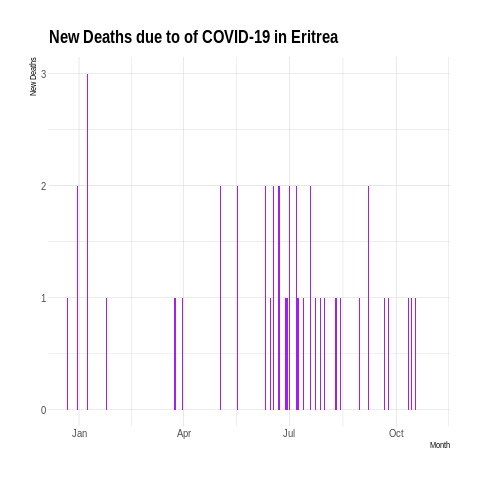 New Deaths due to of COVID-19 in Eritrea
New Deaths
3
2
1
0
Jan Apr Jul Oct
Month